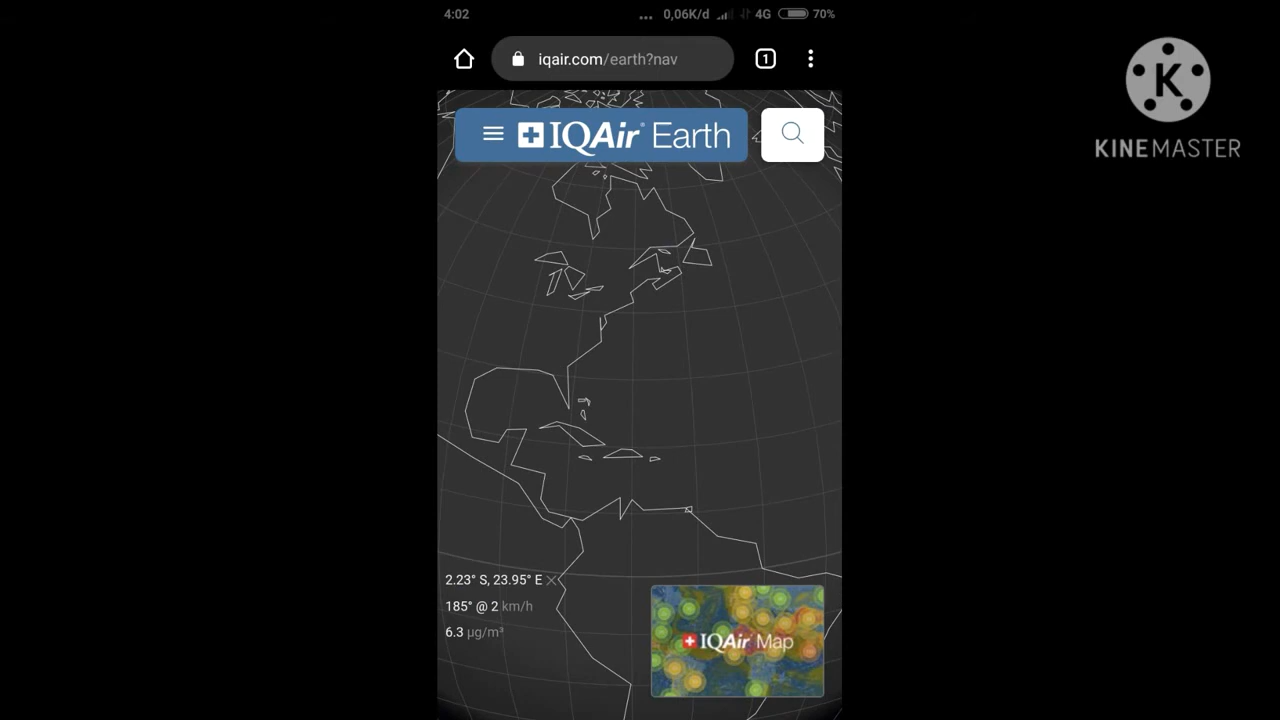 4:02 ... 0,06K/d 4G 70%
iqair.com/earth?nav 1
IQAir Earth
K
KINEMASTER
2.23° S, 23.95° E ×
185° @ 2 km/h
6.3 µg/m³
IQAir Map